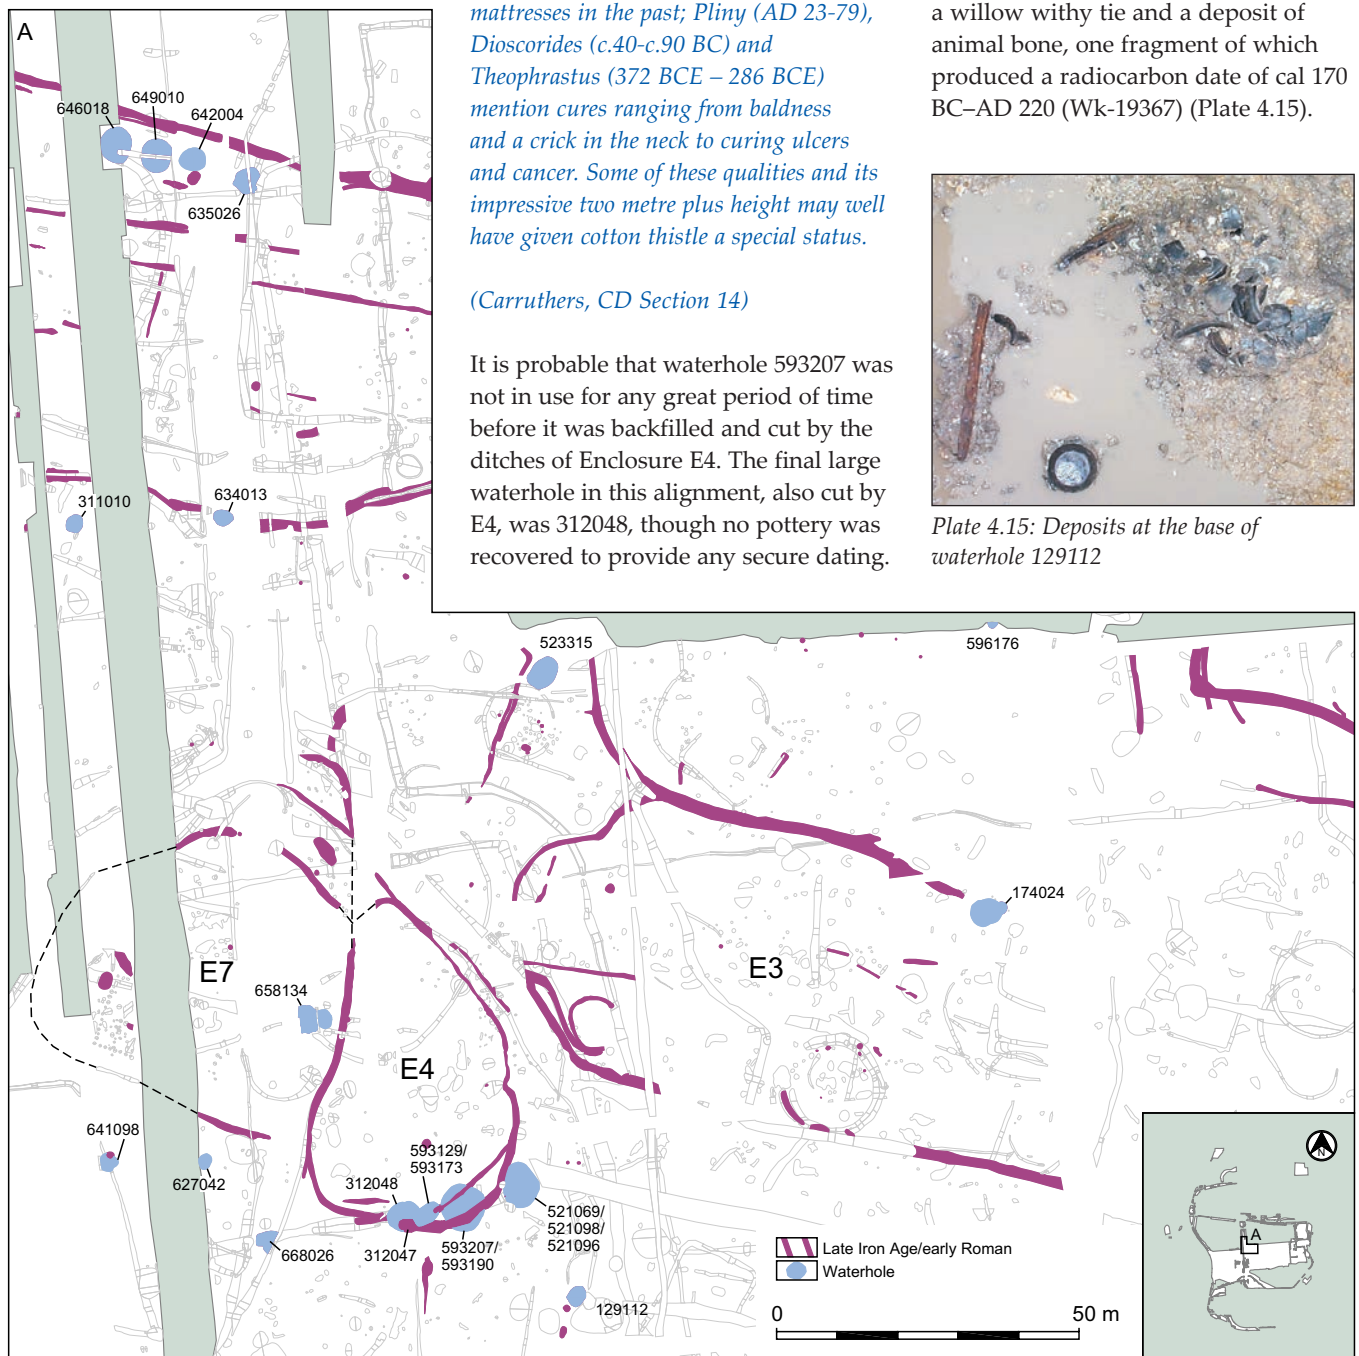 mattresses in the past; Pliny (AD 23-79),
Dioscorides (c.40-c.90 BC) and
Theophrastus (372 BCE – 286 BCE)
mention cures ranging from baldness
and a crick in the neck to curing ulcers
and cancer. Some of these qualities and its
impressive two metre plus height may well
have given cotton thistle a special status.
(Carruthers, CD Section 14)
It is probable that waterhole 593207 was
not in use for any great period of time
before it was backfilled and cut by the
ditches of Enclosure E4. The final large
waterhole in this alignment, also cut by
E4, was 312048, though no pottery was
recovered to provide any secure dating.
a willow withy tie and a deposit of
animal bone, one fragment of which
produced a radiocarbon date of cal 170
BC–AD 220 (Wk-19367) (Plate 4.15).
Plate 4.15: Deposits at the base of
waterhole 129112
A
646018
649010
642004
635026
311010
634013
523315
596176
174024
E7
E3
658134
E4
641098
627042
668026
312048
312047
593129/
593173
593207/
593190
521069/
521098/
521096
129112
Late Iron Age/early Roman
Waterhole
0
50 m
N
A